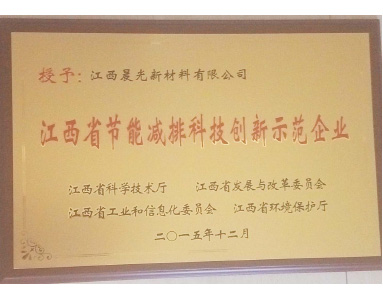 授予：江西晨光新材料有限公司
江西省节能减排科技创新示范企业
江西省科学技术厅 江西省发展与改革委员会
江西省工业和信息化委员会 江西省环境保护厅
二〇一五年十二月